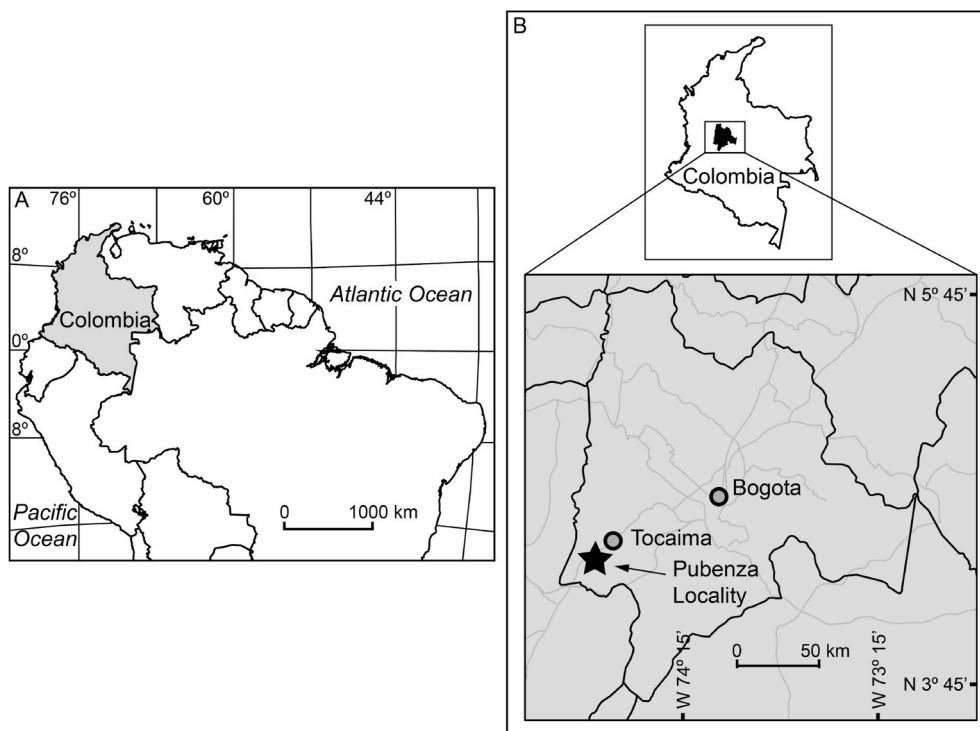 A
76º
60º
44º
8º
Atlantic Ocean
Colombia
0º
8º
Pacific
Ocean
0
1000 km
B
Colombia
N 5º 45'
Bogota
Tocaima
Pubenza
Locality
0
50 km
W 74º 15'
W 73º 15'
N 3º 45'